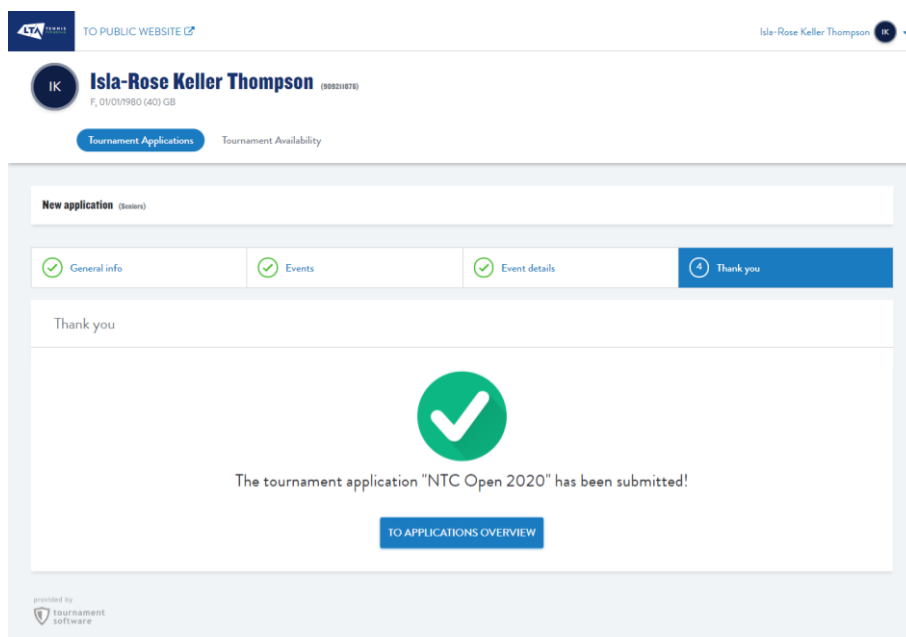 LTA TENNIS
TO PUBLIC WEBSITE
Isla-Rose Keller Thompson IK
IK
Isla-Rose Keller Thompson
F, 01/01/1980 (40) GB
Tournament Applications Tournament Availability
New application (Seniors)
General info Events Event details 4 Thank you
Thank you
The tournament application "NTC Open 2020" has been submitted!
TO APPLICATIONS OVERVIEW
provided by
tournament
software